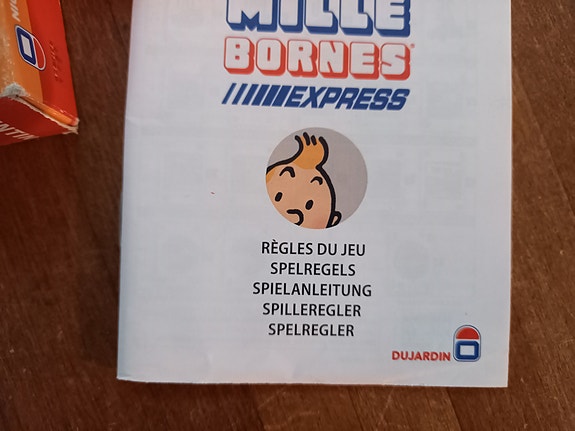 MILLE
BORNES
EXPRESS
RÈGLES DU JEU
SPELREGELS
SPIELANLEITUNG
SPILLEREGLER
SPELREGLER
DUJARDIN